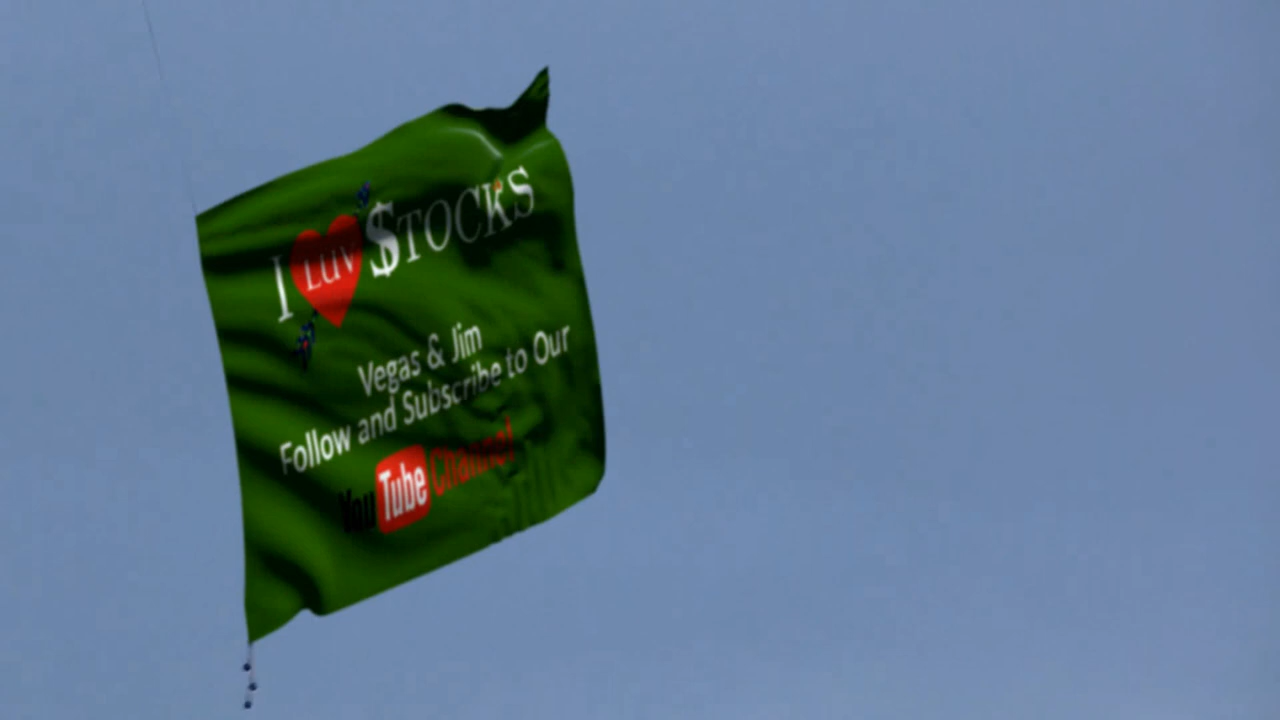 I LUV $TOCKS
Vegas & Jim
Follow and Subscribe to Our
YouTube Channel